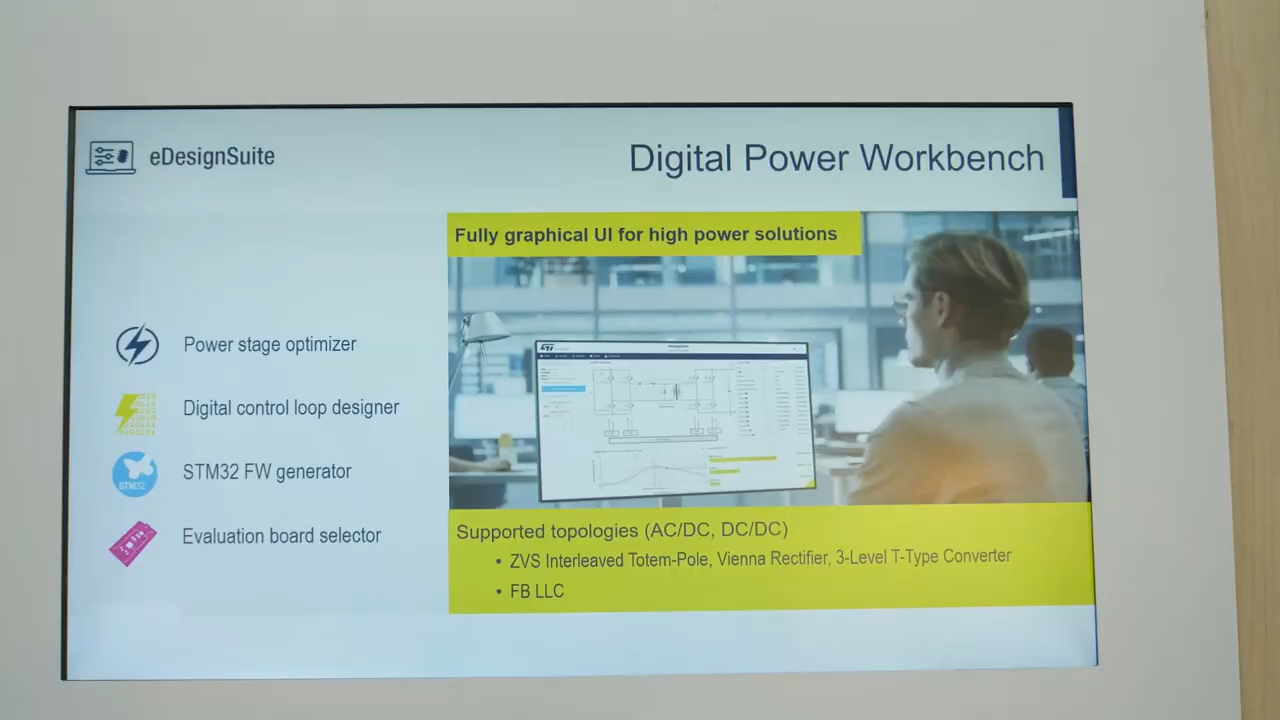 eDesignSuite
Digital Power Workbench
Fully graphical UI for high power solutions
Power stage optimizer
Digital control loop designer
STM32 FW generator
STM32
Evaluation board selector
Supported topologies (AC/DC, DC/DC)
• ZVS Interleaved Totem-Pole, Vienna Rectifier, 3-Level T-Type Converter
• FB LLC